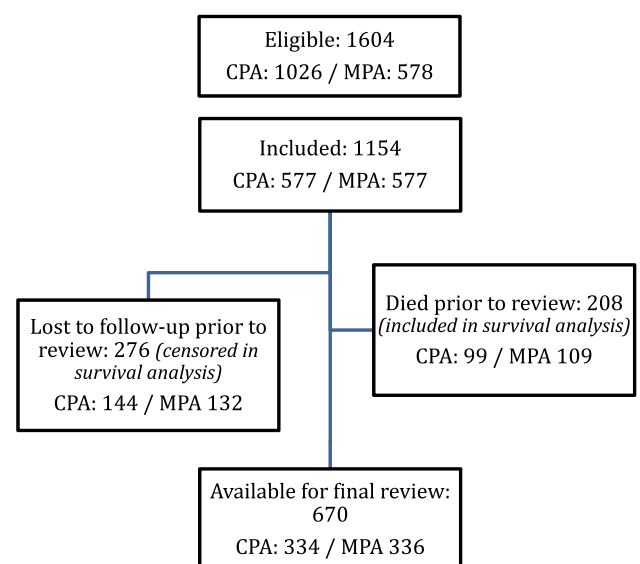 Eligible: 1604
CPA: 1026 / MPA: 578
Included: 1154
CPA: 577 / MPA: 577
Lost to follow-up prior to
review: 276 (censored in
survival analysis)
CPA: 144 / MPA 132
Died prior to review: 208
(included in survival analysis)
CPA: 99 / MPA 109
Available for final review:
670
CPA: 334 / MPA 336